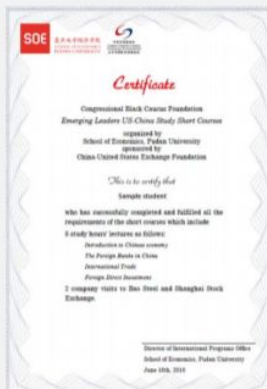 SOE
Certificate
Congressional Black Caucus Foundation
Emerging Leaders US-China Study Short Courses
organized by
School of Economics, Fudan University
sponsored by
China-United States Exchange Foundation
This is to certify that
Sample student
who has successfully completed and fulfilled all the
requirements of the short courses which include
8 study hours' lectures as follows:
Introduction to Chinese economy
The Foreign Banks in China
International Trade
Foreign Direct Investment
2 company visits to Bao Steel and Shanghai Stock
Exchange.
Director of International Programs Office
School of Economics, Fudan University
June 18th, 2010